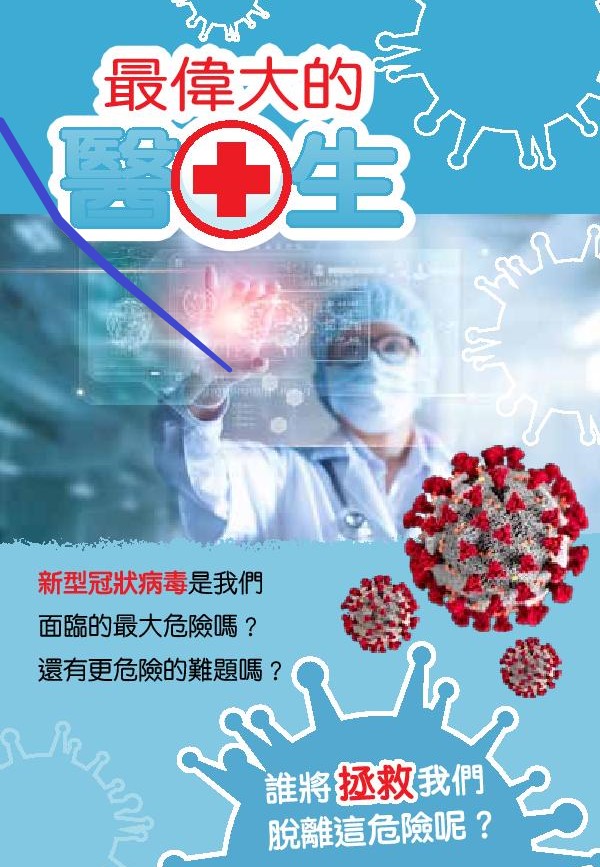 最偉大的
醫生
新型冠狀病毒是我們
面臨的最大危險嗎？
還有更危險的難題嗎？
誰將拯救我們
脫離這危險呢？